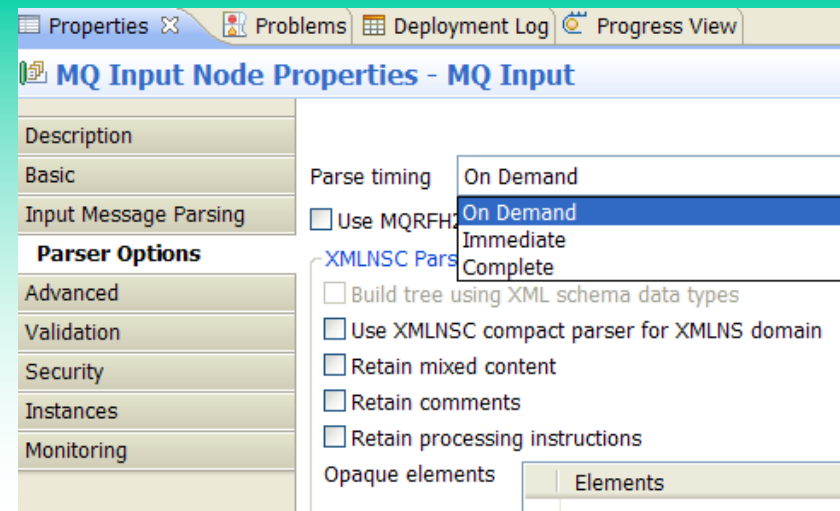 Properties Problems Deployment Log Progress View
MQ Input Node Properties - MQ Input
Description
Basic
Input Message Parsing
Parser Options
Advanced
Validation
Security
Instances
Monitoring
Parse timing On Demand
On Demand
Immediate
Complete
Use MQRFH2
XMLNSC Pars
Build tree using XML schema data types
Use XMLNSC compact parser for XMLNS domain
Retain mixed content
Retain comments
Retain processing instructions
Opaque elements Elements